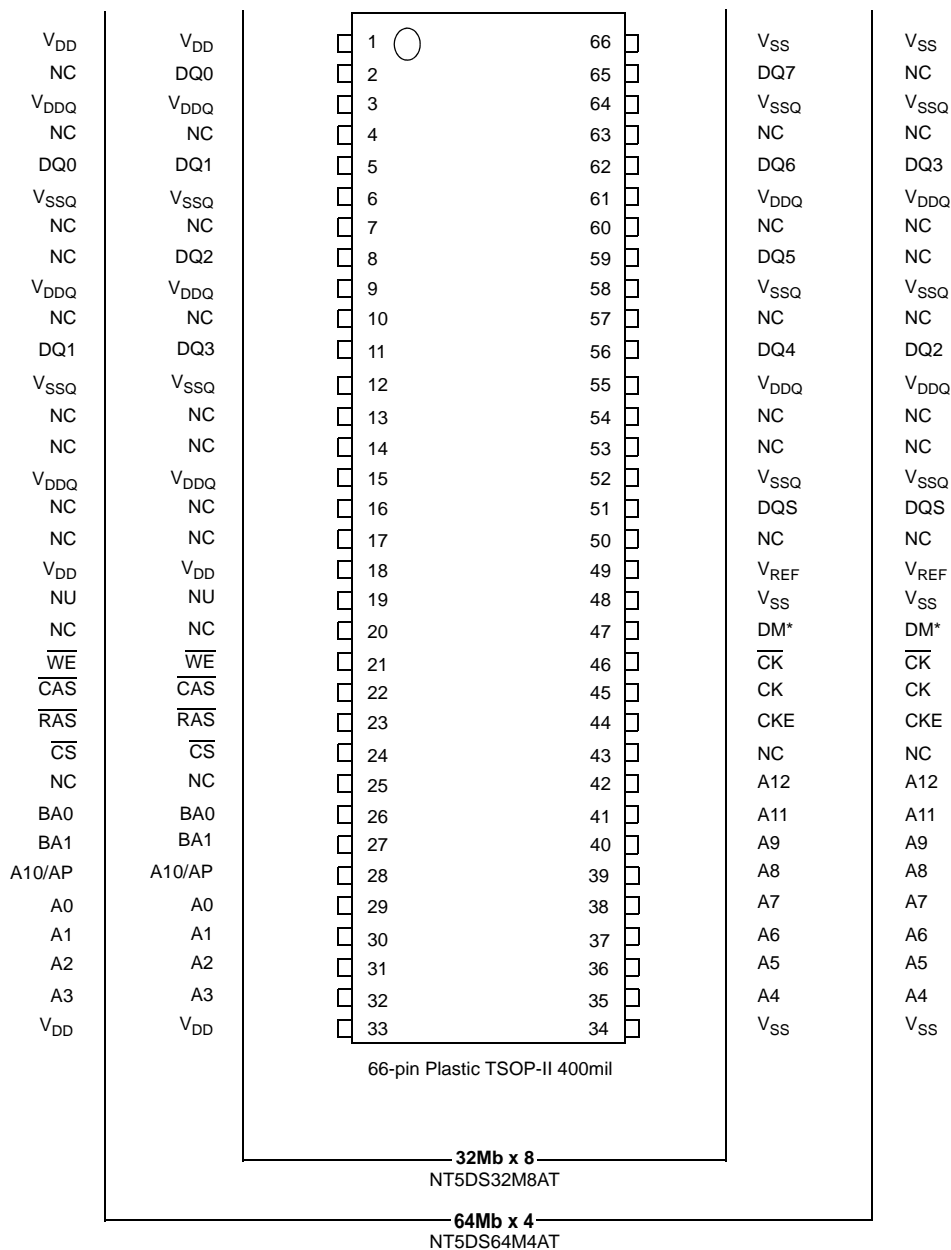 VDD VDD 1 66 VSS VSS
NC DQ0 2 65 DQ7 NC
VDDQ VDDQ 3 64 VSSQ VSSQ
NC NC 4 63 NC NC
DQ0 DQ1 5 62 DQ6 DQ3
VSSQ VSSQ 6 61 VDDQ VDDQ
NC NC 7 60 NC NC
NC DQ2 8 59 DQ5 NC
VDDQ VDDQ 9 58 VSSQ VSSQ
NC NC 10 57 NC NC
DQ1 DQ3 11 56 DQ4 DQ2
VSSQ VSSQ 12 55 VDDQ VDDQ
NC NC 13 54 NC NC
NC NC 14 53 NC NC
VDDQ VDDQ 15 52 VSSQ VSSQ
NC NC 16 51 DQS DQS
NC NC 17 50 NC NC
VDD VDD 18 49 VREF VREF
NU NU 19 48 VSS VSS
NC NC 20 47 DM* DM*
W̅E̅ W̅E̅ 21 46 C̅K̅ C̅K̅
C̅A̅S̅ C̅A̅S̅ 22 45 CK CK
R̅A̅S̅ R̅A̅S̅ 23 44 CKE CKE
C̅S̅ C̅S̅ 24 43 NC NC
NC NC 25 42 A12 A12
BA0 BA0 26 41 A11 A11
BA1 BA1 27 40 A9 A9
A10/AP A10/AP 28 39 A8 A8
A0 A0 29 38 A7 A7
A1 A1 30 37 A6 A6
A2 A2 31 36 A5 A5
A3 A3 32 35 A4 A4
VDD VDD 33 34 VSS VSS
66-pin Plastic TSOP-II 400mil
32Mb x 8
NT5DS32M8AT
64Mb x 4
NT5DS64M4AT